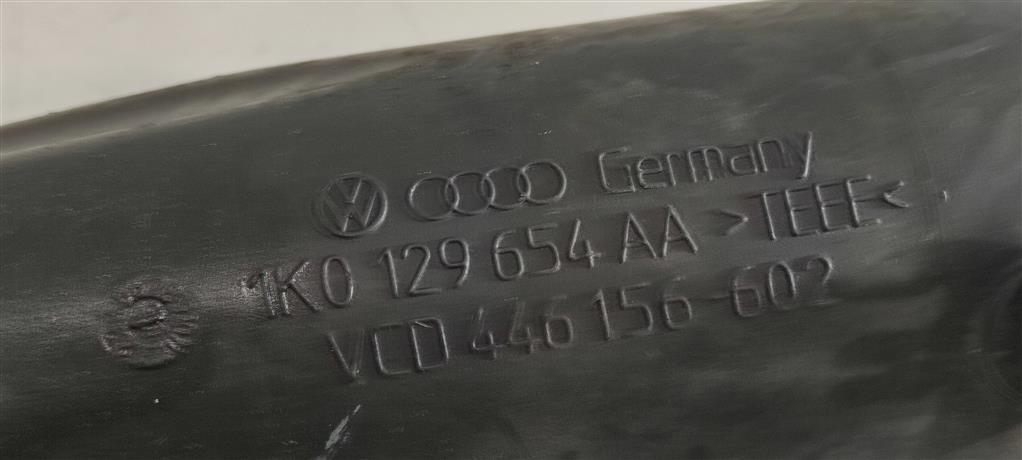 Germany
1K0 129 654 AA >TEEE<
VCD 446 156-602